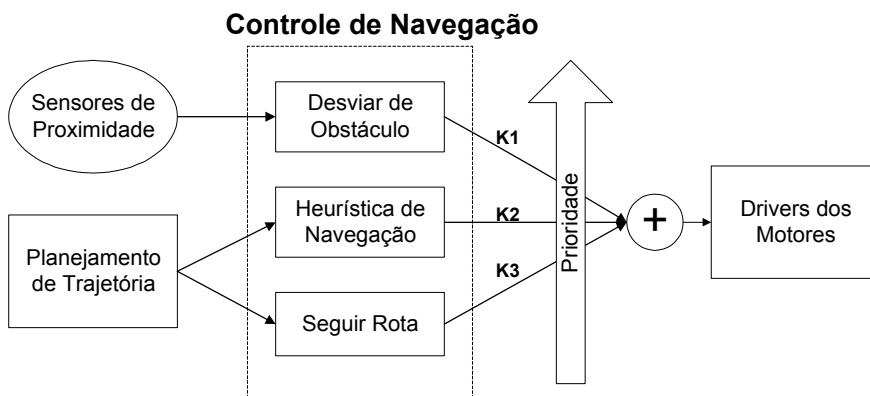 Controle de Navegação
Sensores de
Proximidade
Desviar de
Obstáculo
K1
Planejamento
de Trajetória
Heurística de
Navegação
K2
Seguir Rota
K3
Prioridade
+
Drivers dos
Motores